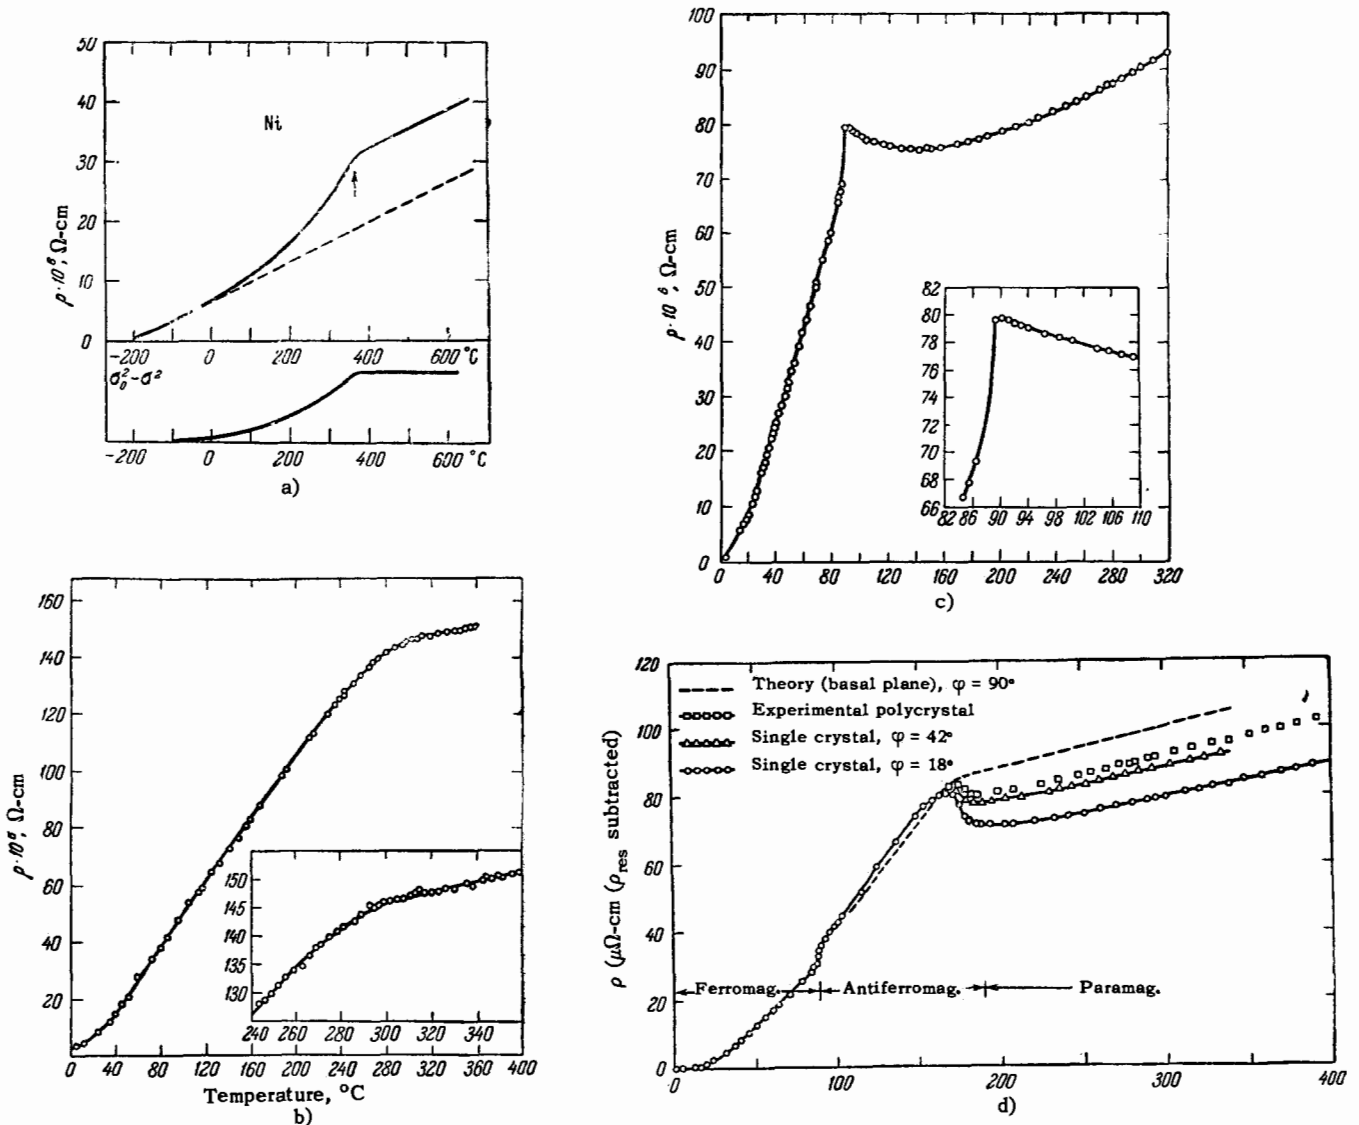 50
40
30
20
10
0
ρ·10⁶, Ω-cm
Ni
-200 0 200 400 600 °C
σ₀²-σ²
-200 0 200 400 600 °C
a)
100
90
80
70
60
50
40
30
20
10
0
ρ·10⁶, Ω-cm
0 40 80 120 160 200 240 280 320
82
80
78
76
74
72
70
68
66
82 86 90 94 98 102 106 110
c)
160
140
120
100
80
60
40
20
0
ρ·10⁶, Ω-cm
150
145
140
135
130
240 260 280 300 320 340
0 40 80 120 160 200 240 280 320 360 400
Temperature, °C
b)
120
100
80
60
40
20
0
ρ (μΩ-cm (ρres subtracted)
Theory (basal plane), φ = 90°
Experimental polycrystal
Single crystal, φ = 42°
Single crystal, φ = 18°
Ferromag. Antiferromag. Paramag.
0 100 200 300 400
d)